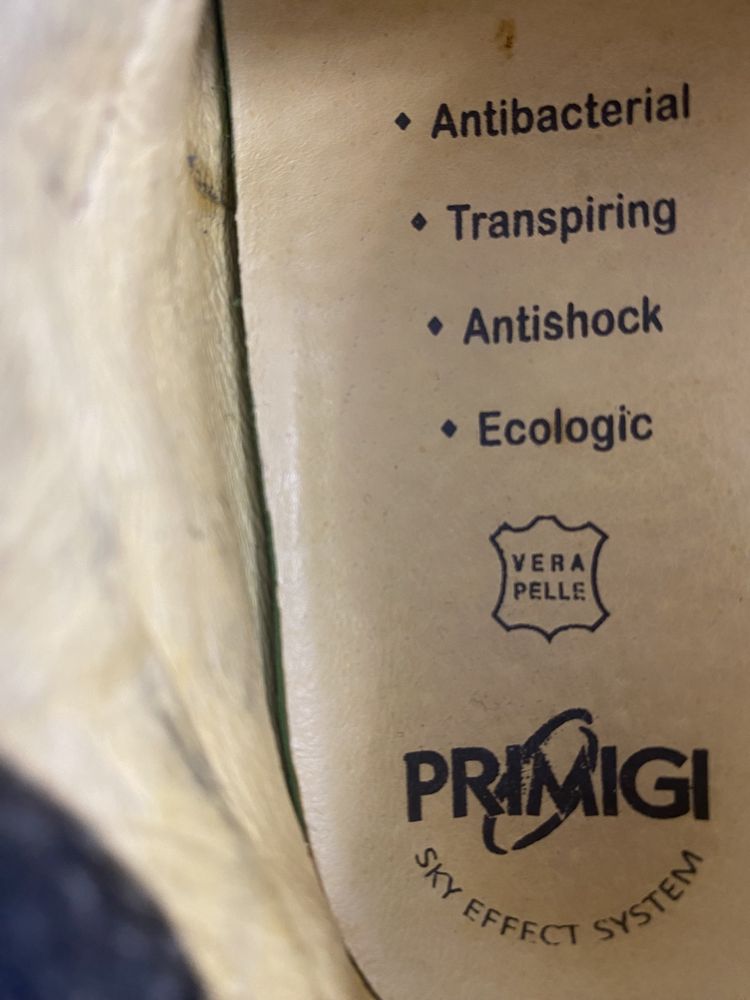 Antibacterial
Transpiring
Antishock
Ecologic
VERA
PELLE
PRIMIGI
SKY EFFECT SYSTEM